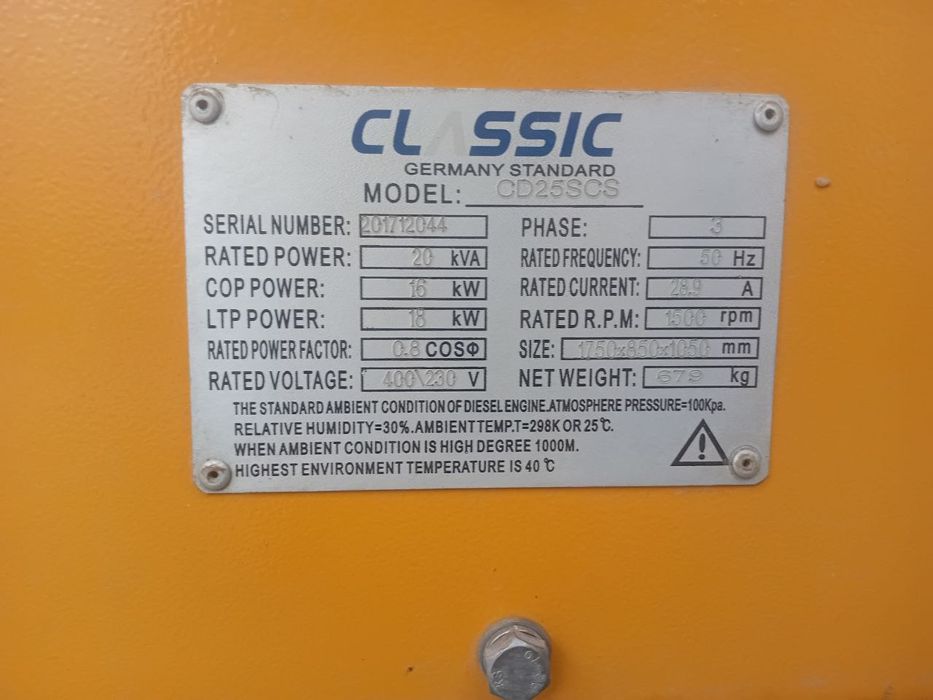 CLASSIC
GERMANY STANDARD
MODEL: CD25SCS
SERIAL NUMBER: 201712044 PHASE: 3
RATED POWER: 20 kVA RATED FREQUENCY: 50 Hz
COP POWER: 16 kW RATED CURRENT: 28.9 A
LTP POWER: 18 kW RATED R.P.M: 1500 rpm
RATED POWER FACTOR: 0.8 COSΦ SIZE: 1750x850x1050 mm
RATED VOLTAGE: 400\230 V NET WEIGHT: 679 kg
THE STANDARD AMBIENT CONDITION OF DIESEL ENGINE.ATMOSPHERE PRESSURE=100Kpa.
RELATIVE HUMIDITY=30%.AMBIENT TEMP.T=298K OR 25℃.
WHEN AMBIENT CONDITION IS HIGH DEGREE 1000M.
HIGHEST ENVIRONMENT TEMPERATURE IS 40℃